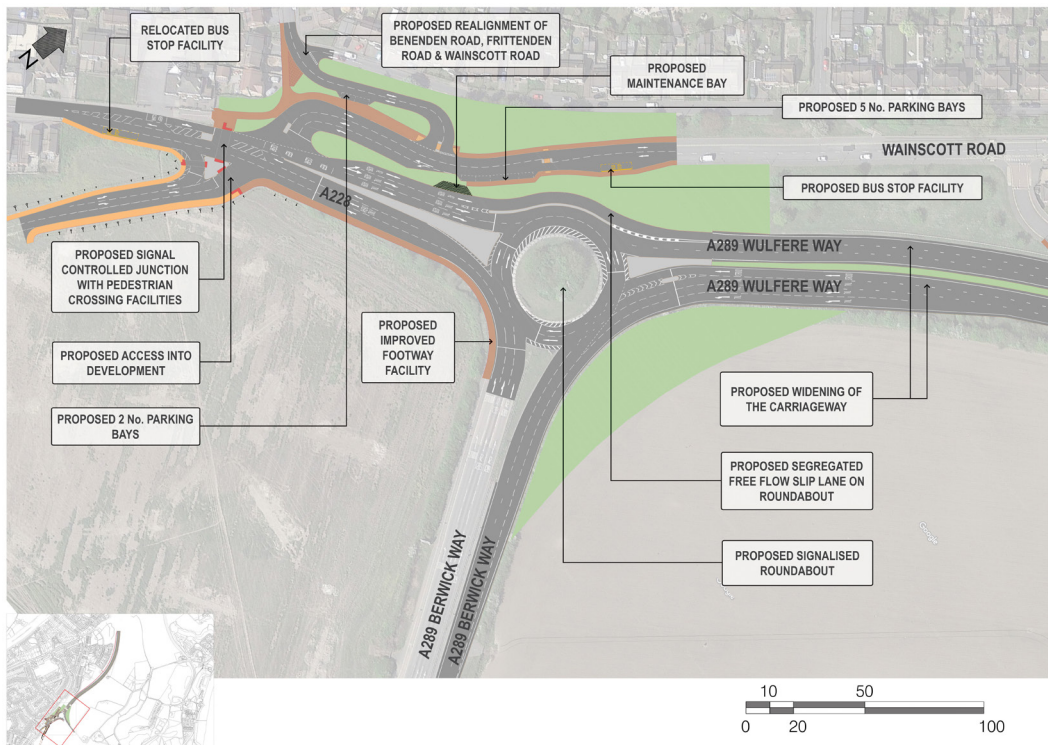 N
RELOCATED BUS
STOP FACILITY
PROPOSED REALIGNMENT OF
BENENDEN ROAD, FRITTENDEN
ROAD & WAINSCOTT ROAD
PROPOSED
MAINTENANCE BAY
PROPOSED 5 No. PARKING BAYS
WAINSCOTT ROAD
PROPOSED BUS STOP FACILITY
A228
A289 WULFERE WAY
A289 WULFERE WAY
PROPOSED SIGNAL
CONTROLLED JUNCTION
WITH PEDESTRIAN
CROSSING FACILITIES
PROPOSED ACCESS INTO
DEVELOPMENT
PROPOSED 2 No. PARKING
BAYS
PROPOSED
IMPROVED
FOOTWAY
FACILITY
PROPOSED WIDENING OF
THE CARRIAGEWAY
PROPOSED SEGREGATED
FREE FLOW SLIP LANE ON
ROUNDABOUT
PROPOSED SIGNALISED
ROUNDABOUT
A289 BERWICK WAY
A289 BERWICK WAY
Google
10 50
0 20 100